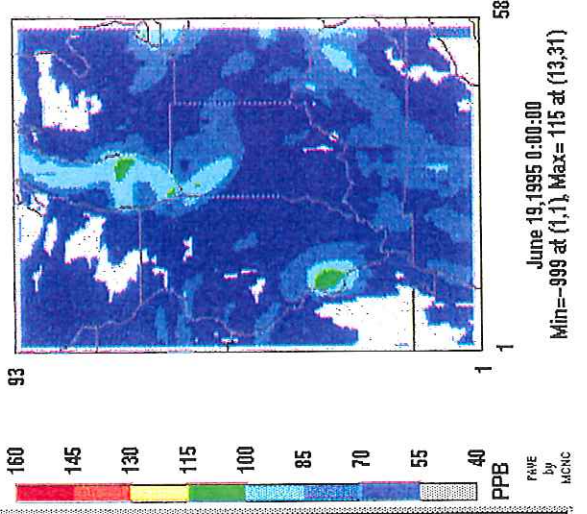 160
145
130
115
100
85
70
55
40
PPB
PAVE
by
MCNC
93
1
1
58
June 19,1995 0:00:00
Min=-999 at (1,1), Max= 115 at (13,31)